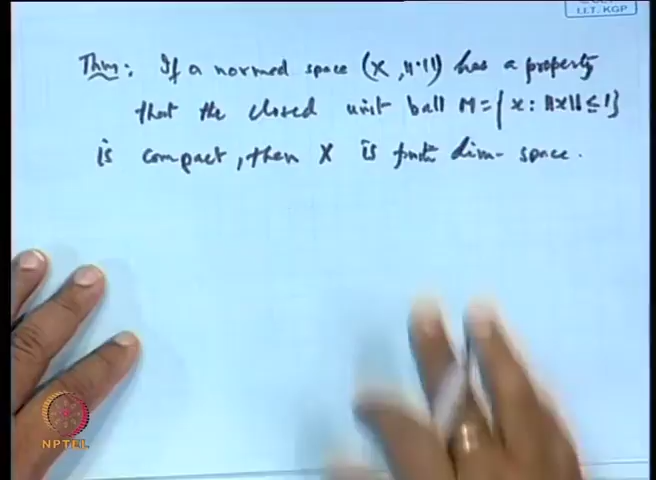 I.I.T. KGP
Thm: If a normed space (X, ||·||) has a property
that the closed unit ball M = { x : ||x|| ≤ 1 }
is compact, then X is finite dim- space.
NPTEL